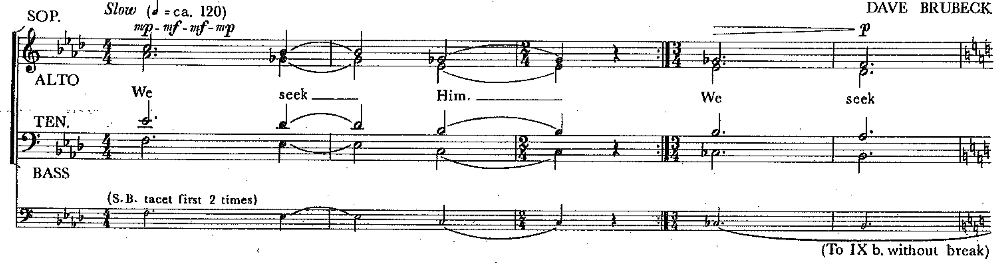 Slow (𝅗𝅥 = ca. 120)
DAVE BRUBECK
SOP.
mp - mf - mf - mp
p
ALTO
We seek Him. We seek
TEN.
BASS
(S.B. tacet first 2 times)
(To IX b. without break)